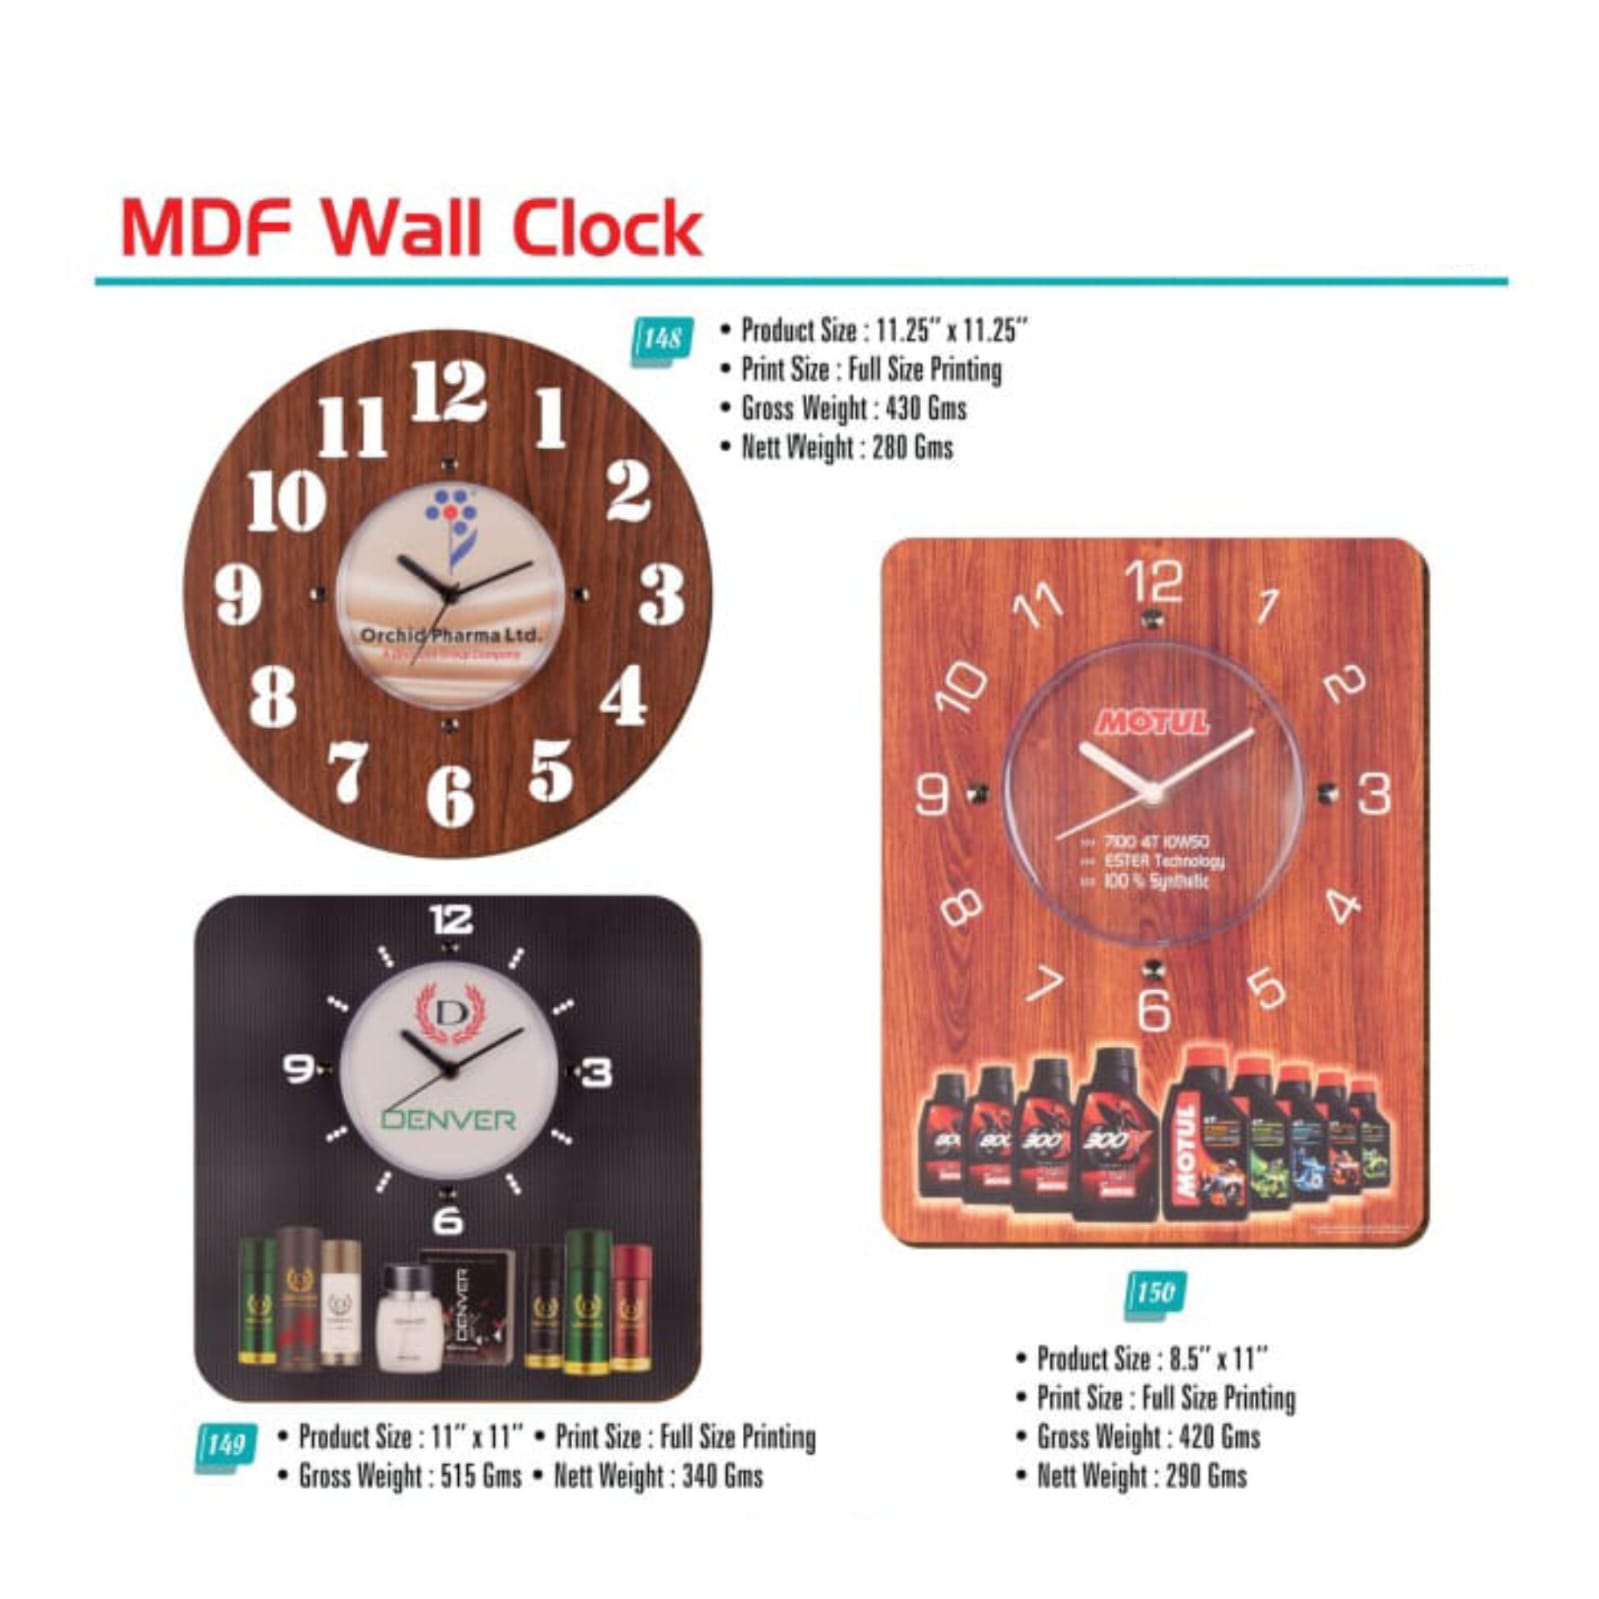 MDF Wall Clock
148
• Product Size : 11.25" x 11.25"
• Print Size : Full Size Printing
• Gross Weight : 430 Gms
• Nett Weight : 280 Gms
12
11 1
10 2
9 3
8 4
7 5
6
Orchid Pharma Ltd.
12
11 1
10 2
9 3
8 4
7 5
6
MOTUL
7100 4T 10W50
ESTER Technology
100 % Synthetic
800 300 300V
MOTUL
150
• Product Size : 8.5" x 11"
• Print Size : Full Size Printing
• Gross Weight : 420 Gms
• Nett Weight : 290 Gms
12
9 3
6
D
DENVER
DENVER
149
• Product Size : 11" x 11" • Print Size : Full Size Printing
• Gross Weight : 515 Gms • Nett Weight : 340 Gms